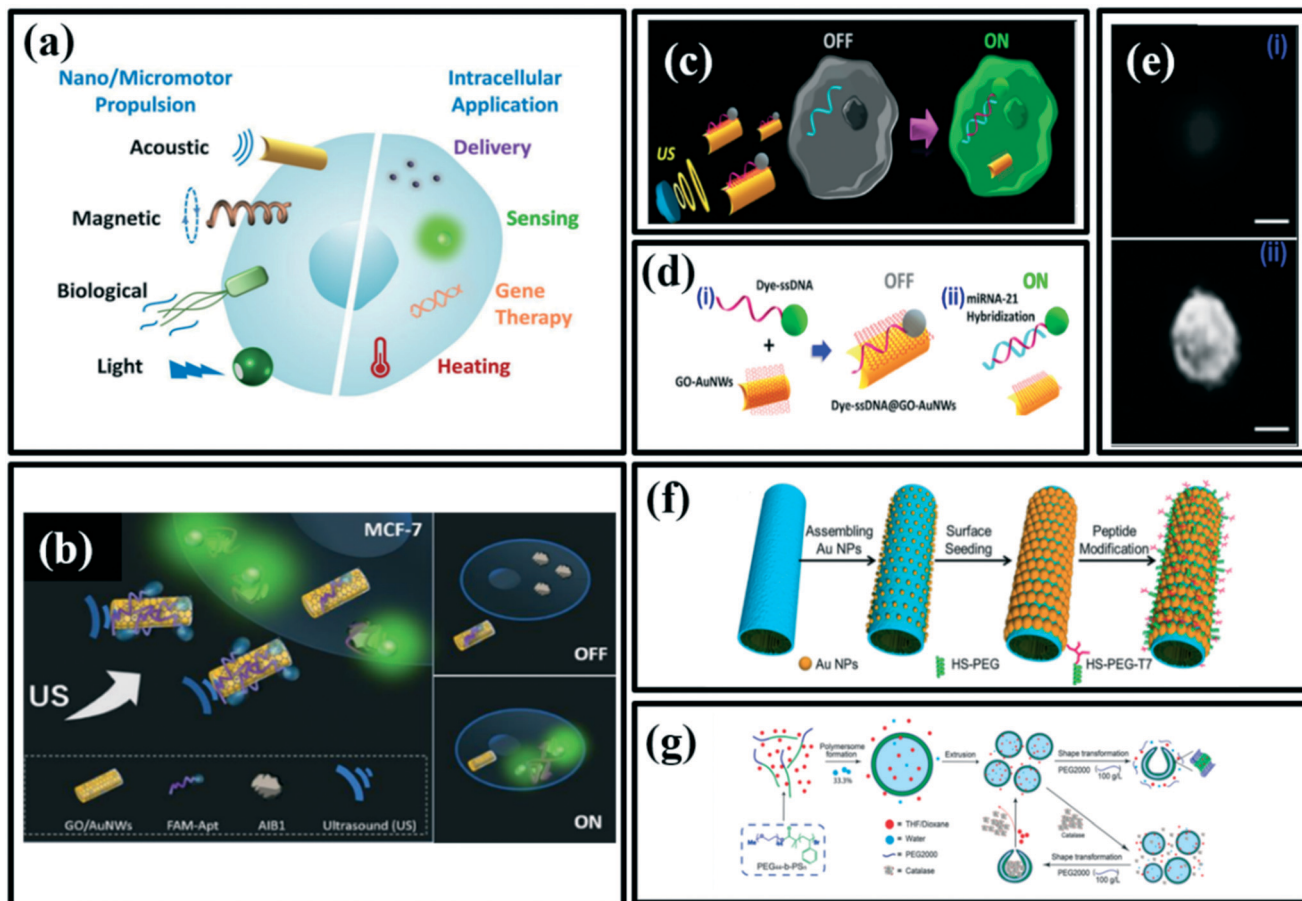 (a)
Nano/Micromotor
Propulsion
Intracellular
Application
Acoustic
Delivery
Magnetic
Sensing
Biological
Gene
Therapy
Light
Heating
(b)
MCF-7
US
OFF
ON
GO/AuNWs
FAM-Apt
AIB1
Ultrasound (US)
(c)
OFF
ON
US
(d)
(i)
Dye-ssDNA
+
GO-AuNWs
OFF
Dye-ssDNA@GO-AuNWs
ON
(ii) miRNA-21
Hybridization
(e)
(i)
(ii)
(f)
Assembling
Au NPs
Surface
Seeding
Peptide
Modification
Au NPs
HS-PEG
HS-PEG-T7
(g)
Polymersome
formation
33.3%
Extrusion
Shape transformation
PEG2000
100 g/L
= THF/Dioxane
= Water
= PEG2000
= Catalase
Catalase
Shape transformation
PEG2000
100 g/L